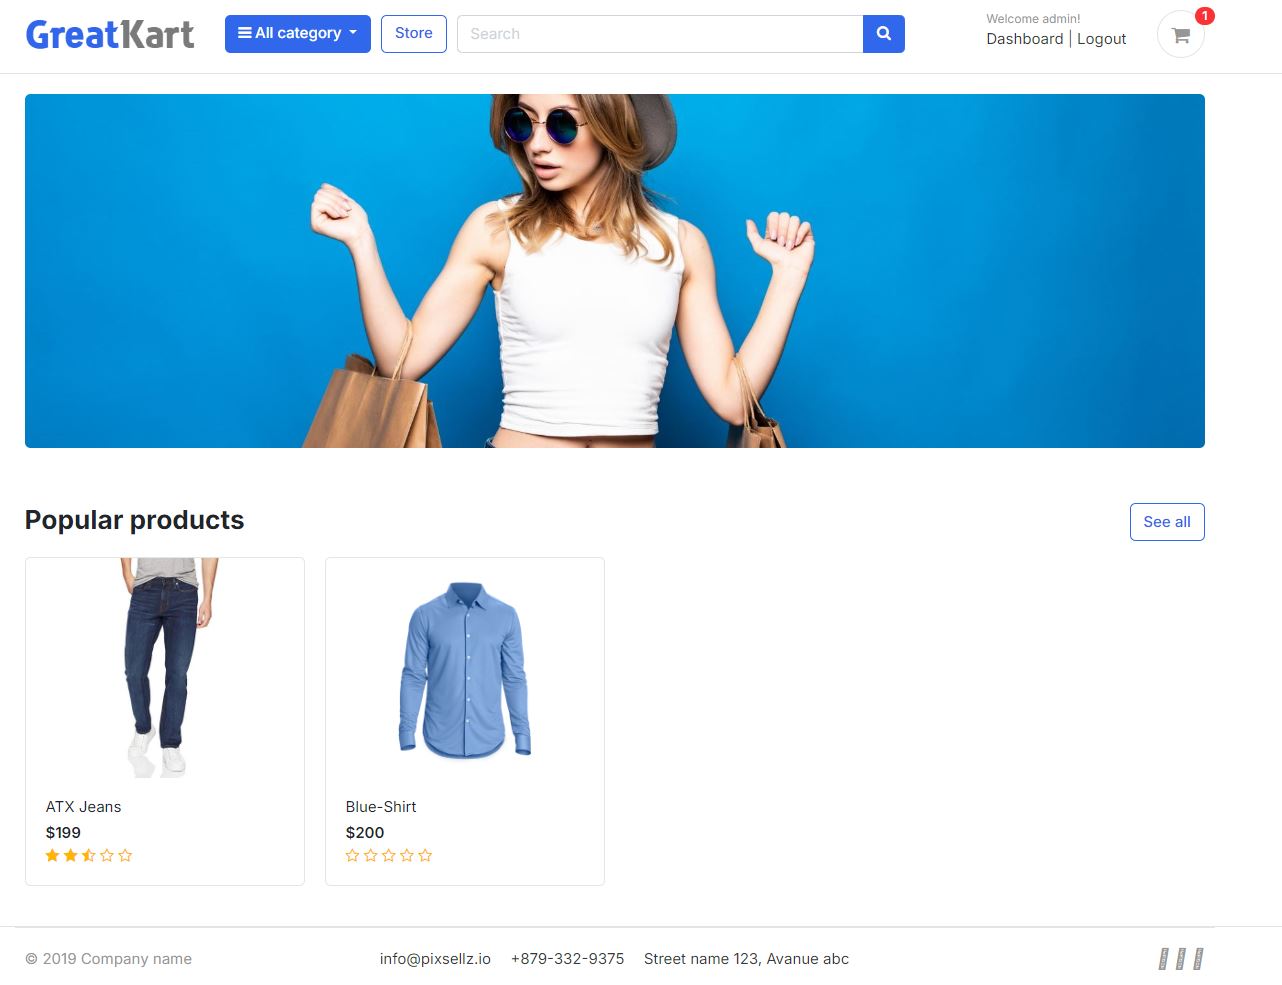 GreatKart
All category
Store
Search
Welcome admin!
Dashboard | Logout
1
Popular products
See all
ATX Jeans
$199
Blue-Shirt
$200
© 2019 Company name
info@pixsellz.io
+879-332-9375
Street name 123, Avanue abc